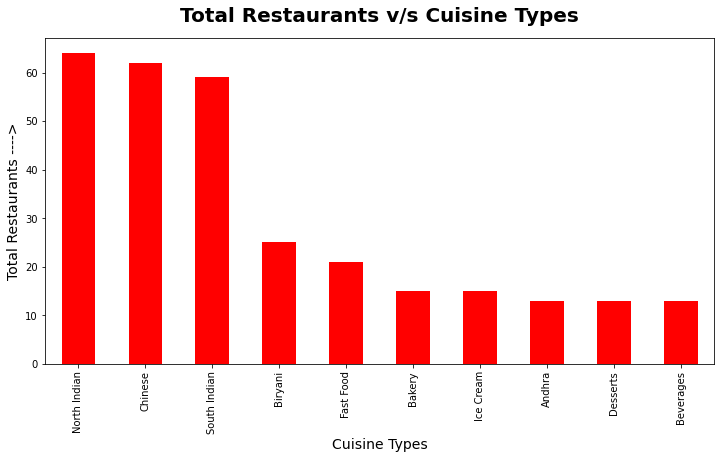 Total Restaurants v/s Cuisine Types
Total Restaurants ---->
60
50
40
30
20
10
0
North Indian
Chinese
South Indian
Biryani
Fast Food
Bakery
Ice Cream
Andhra
Desserts
Beverages
Cuisine Types